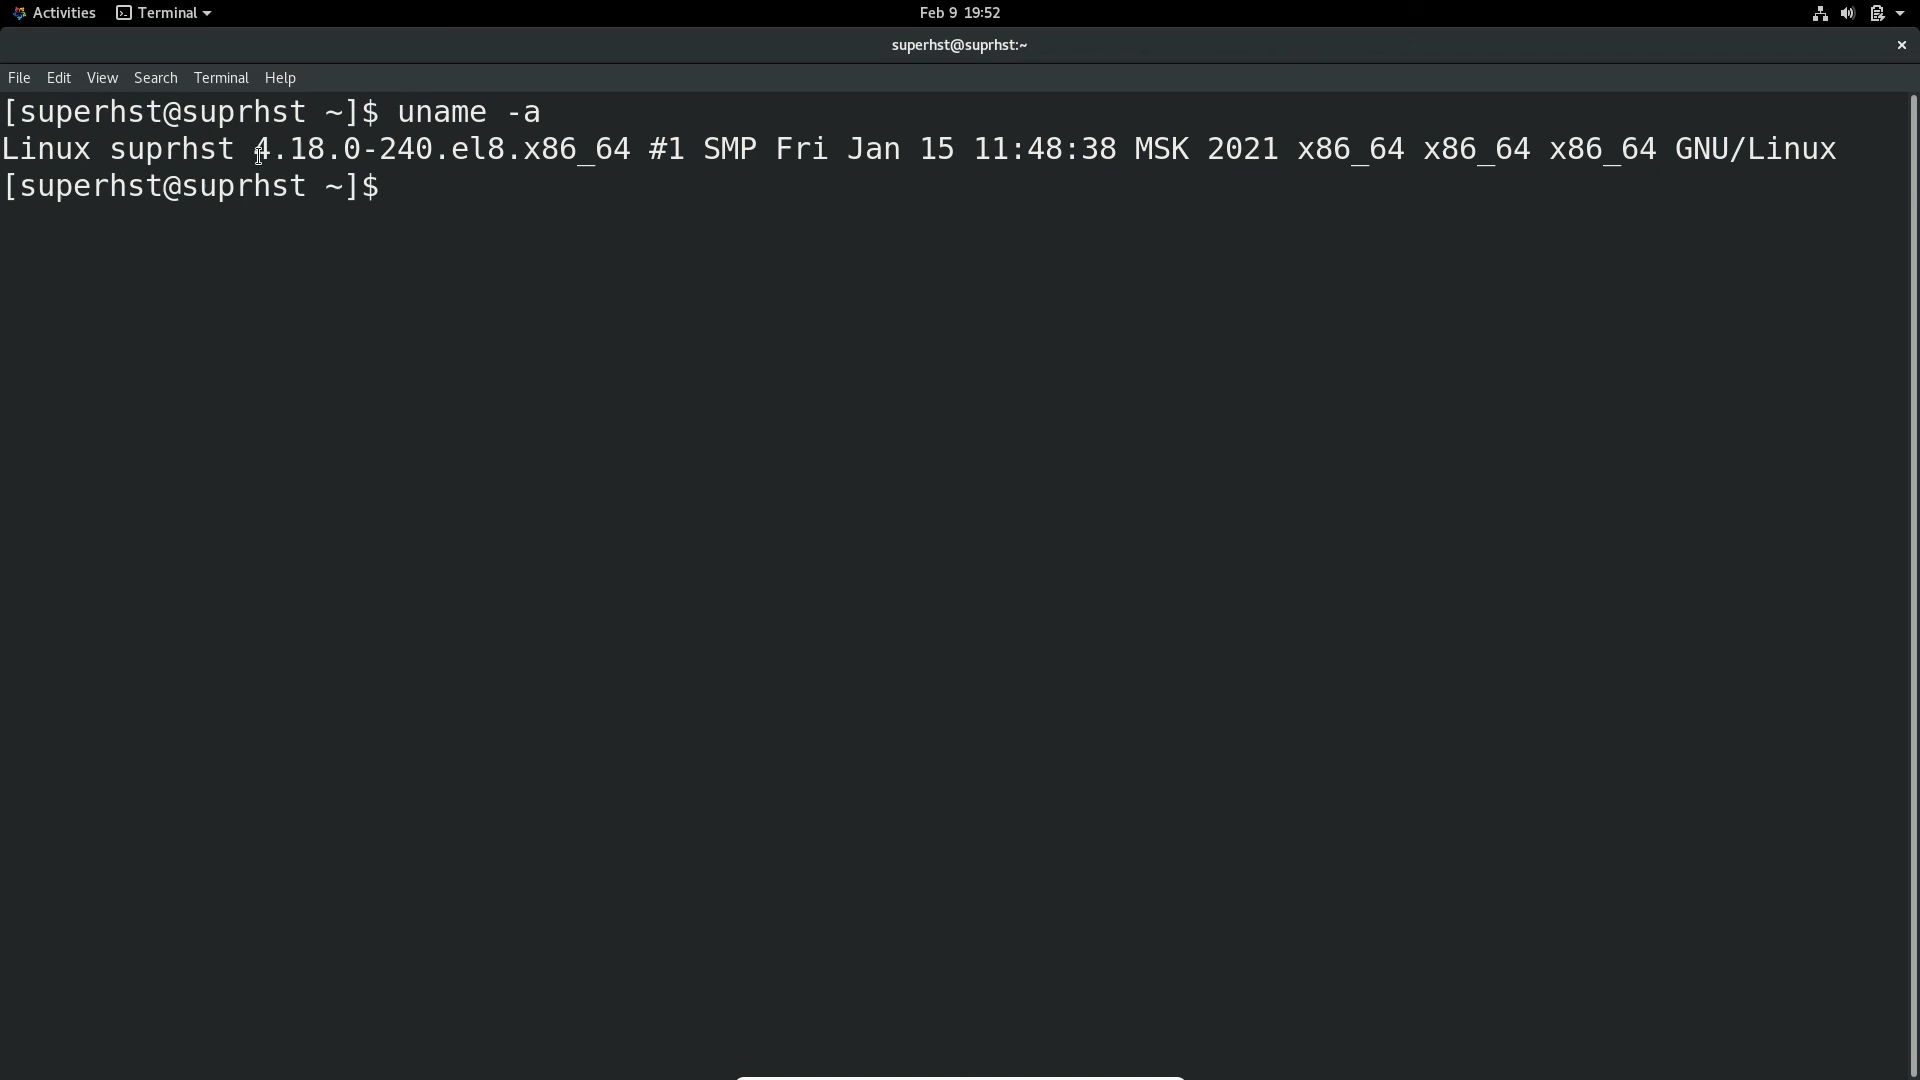 Activities Terminal Feb 9 19:52
superhst@suprhst:~
File Edit View Search Terminal Help
[superhst@suprhst ~]$ uname -a
Linux suprhst 4.18.0-240.el8.x86_64 #1 SMP Fri Jan 15 11:48:38 MSK 2021 x86_64 x86_64 x86_64 GNU/Linux
[superhst@suprhst ~]$